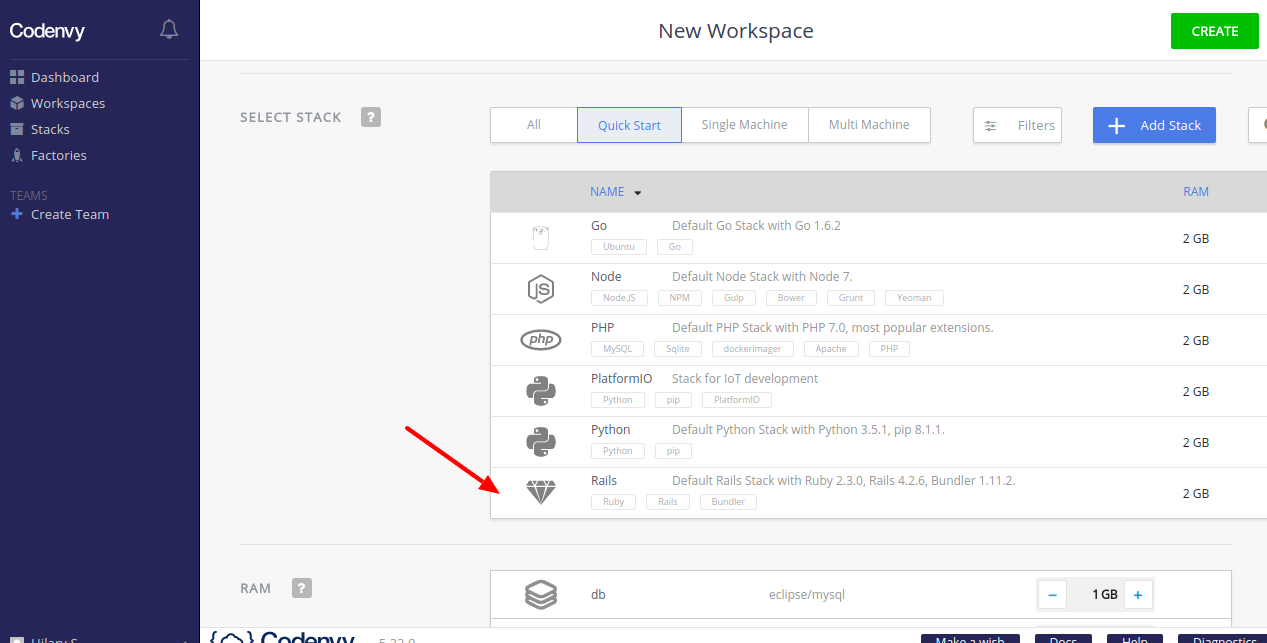 Codenvy
New Workspace
CREATE
Dashboard
Workspaces
Stacks
Factories
TEAMS
Create Team
SELECT STACK ?
All Quick Start Single Machine Multi Machine Filters Add Stack
NAME RAM
Go Default Go Stack with Go 1.6.2
Ubuntu Go
2 GB
JS
Node Default Node Stack with Node 7.
Node.JS NPM Gulp Bower Grunt Yeoman
2 GB
php
PHP Default PHP Stack with PHP 7.0, most popular extensions.
MySQL Sqlite dockerimager Apache PHP
2 GB
PlatformIO Stack for IoT development
Python pip PlatformIO
2 GB
Python Default Python Stack with Python 3.5.1, pip 8.1.1.
Python pip
2 GB
Rails Default Rails Stack with Ruby 2.3.0, Rails 4.2.6, Bundler 1.11.2.
Ruby Rails Bundler
2 GB
RAM ?
db eclipse/mysql − 1 GB +
Hilary S
Codenvy 5.22.0 Make a wish Docs Help Diagnostics